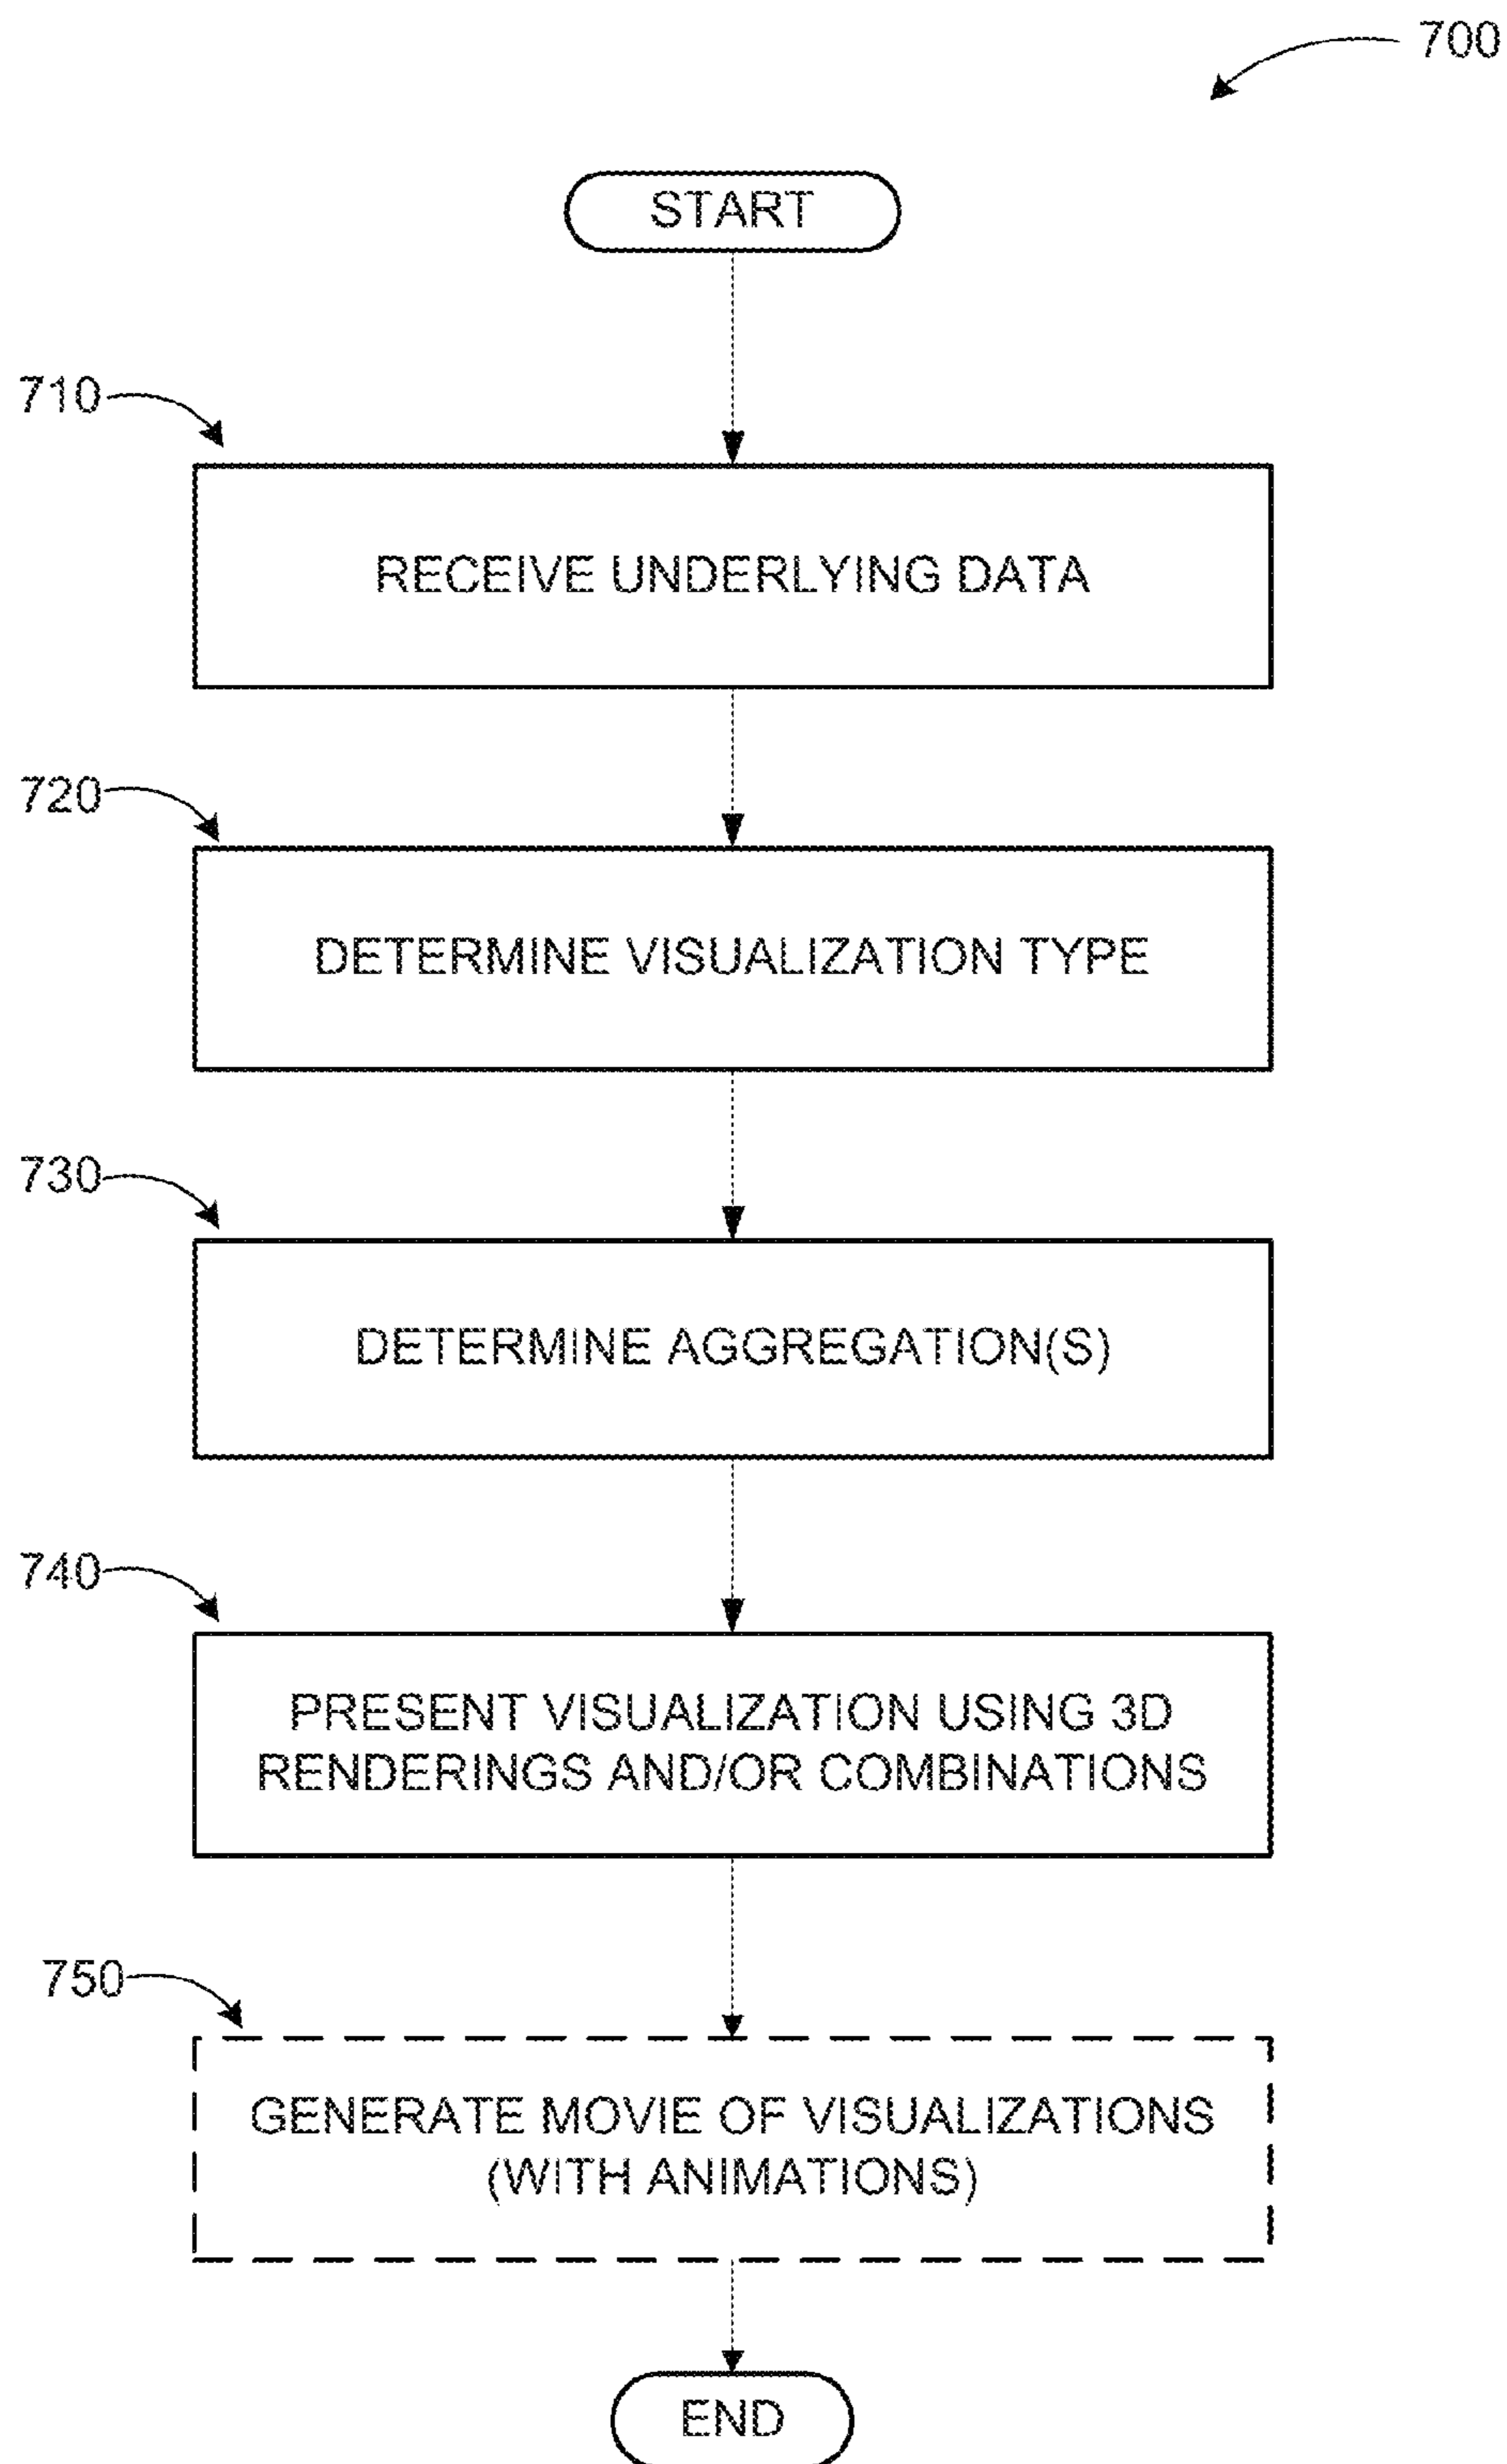 700
START
710
RECEIVE UNDERLYING DATA
720
DETERMINE VISUALIZATION TYPE
730
DETERMINE AGGREGATION(S)
740
PRESENT VISUALIZATION USING 3D
RENDERINGS AND/OR COMBINATIONS
750
GENERATE MOVIE OF VISUALIZATIONS
(WITH ANIMATIONS)
END